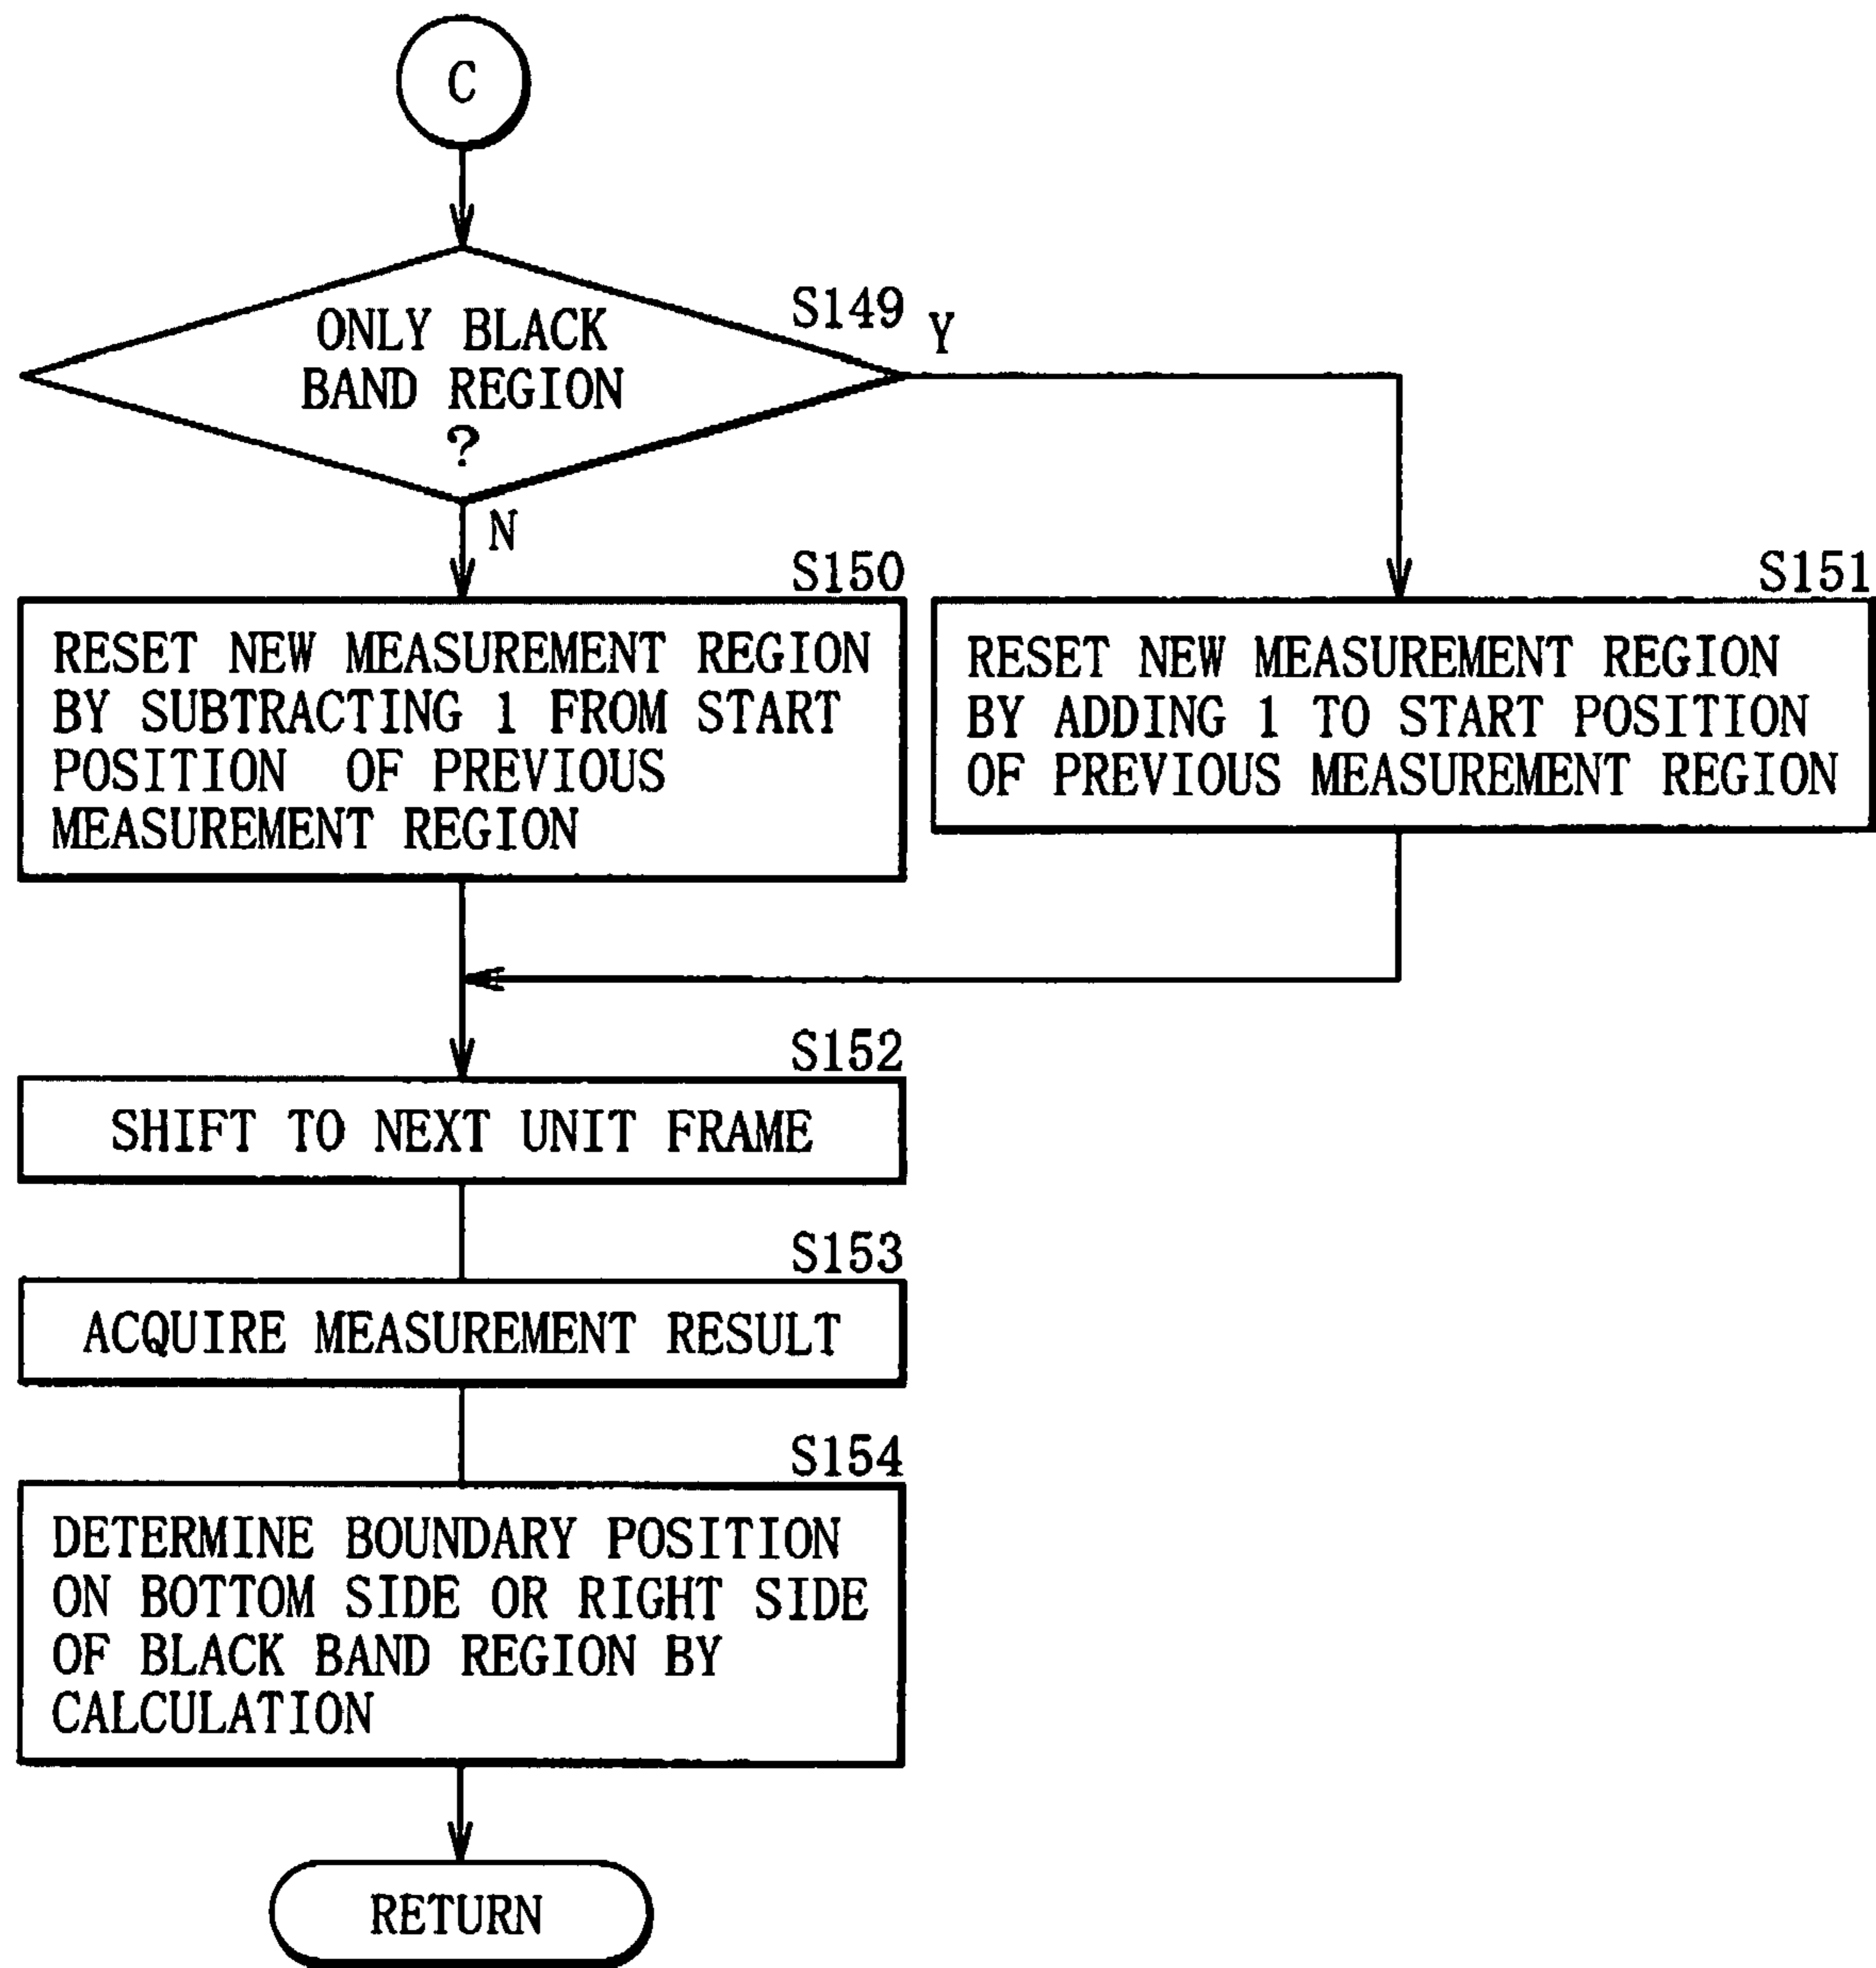 C
S149
Y
ONLY BLACK
BAND REGION
?
N
S150
RESET NEW MEASUREMENT REGION
BY SUBTRACTING 1 FROM START
POSITION OF PREVIOUS
MEASUREMENT REGION
S151
RESET NEW MEASUREMENT REGION
BY ADDING 1 TO START POSITION
OF PREVIOUS MEASUREMENT REGION
S152
SHIFT TO NEXT UNIT FRAME
S153
ACQUIRE MEASUREMENT RESULT
S154
DETERMINE BOUNDARY POSITION
ON BOTTOM SIDE OR RIGHT SIDE
OF BLACK BAND REGION BY
CALCULATION
RETURN